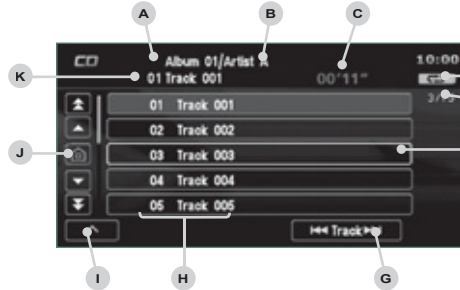 A B C
CD Album 01/Artist A 10:00
K 01 Track 001 00'11"
3/15
01 Track 001
02 Track 002
J 03 Track 003
04 Track 004
05 Track 005
Track
I H G